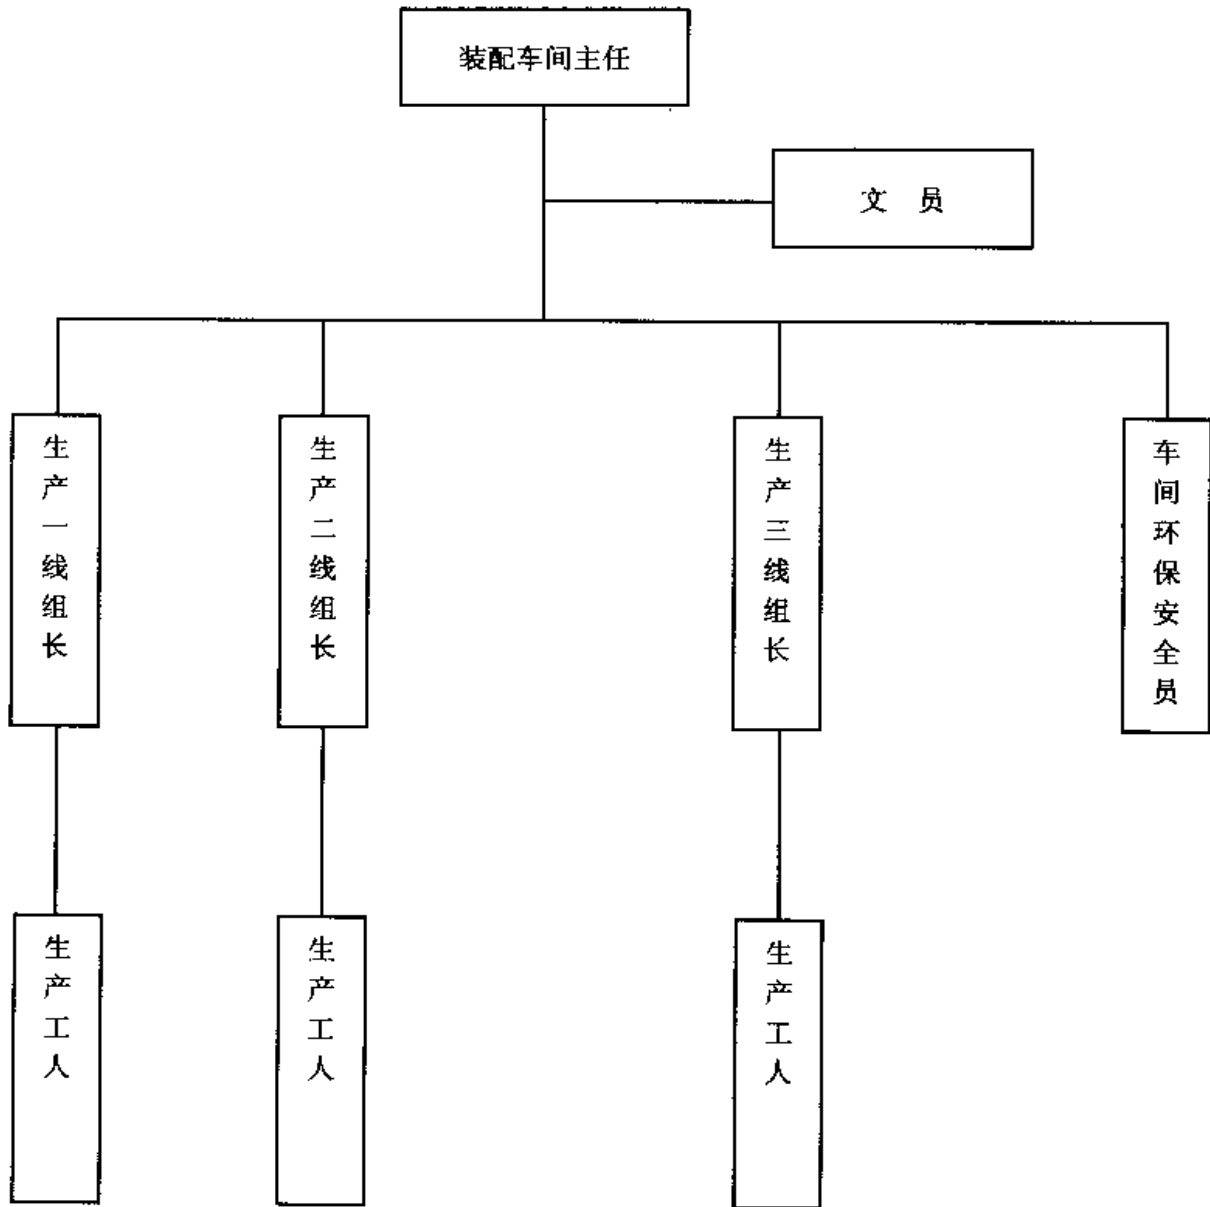 装配车间主任
文 员
生产一线组长
生产二线组长
生产三线组长
车间环保安全员
生产工人
生产工人
生产工人